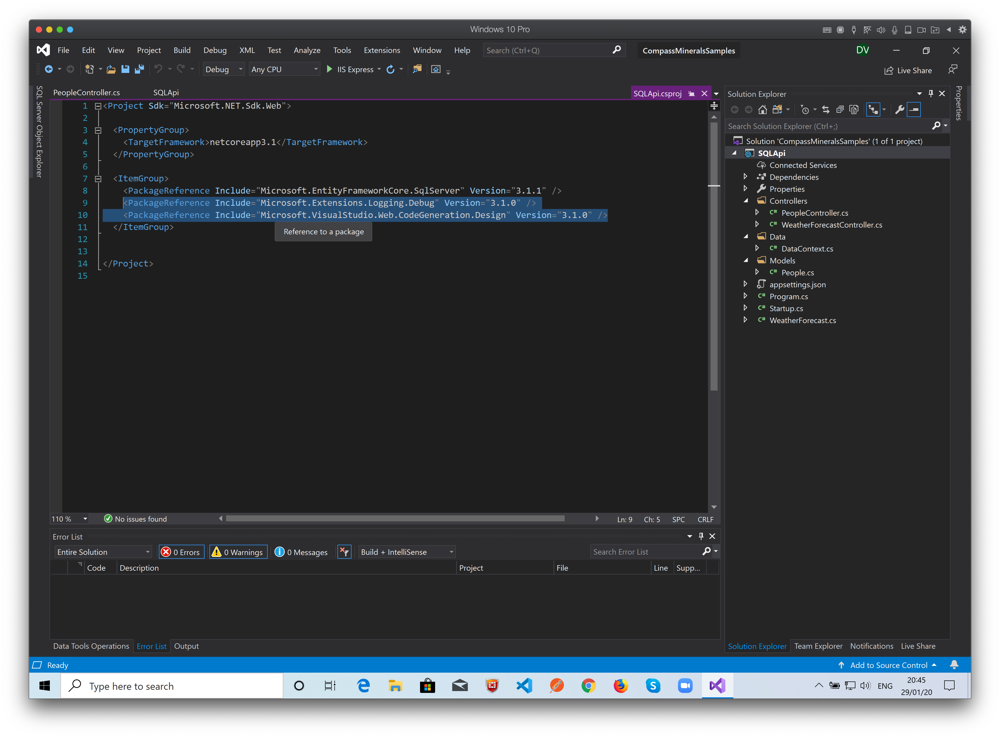 Windows 10 Pro
File Edit View Project Build Debug XML Test Analyze Tools Extensions Window Help Search (Ctrl+Q) CompassMineralsSamples DV
Debug Any CPU IIS Express Live Share
SQL Server Object Explorer
PeopleController.cs SQLApi SQLApi.csproj
1 <Project Sdk="Microsoft.NET.Sdk.Web">
2
3 <PropertyGroup>
4 <TargetFramework>netcoreapp3.1</TargetFramework>
5 </PropertyGroup>
6
7 <ItemGroup>
8 <PackageReference Include="Microsoft.EntityFrameworkCore.SqlServer" Version="3.1.1" />
9 <PackageReference Include="Microsoft.Extensions.Logging.Debug" Version="3.1.0" />
10 <PackageReference Include="Microsoft.VisualStudio.Web.CodeGeneration.Design" Version="3.1.0" />
11 </ItemGroup>
Reference to a package
12
13
14 </Project>
15
110 % No issues found Ln: 9 Ch: 5 SPC CRLF
Solution Explorer
Search Solution Explorer (Ctrl+;)
Solution 'CompassMineralsSamples' (1 of 1 project)
SQLApi
Connected Services
Dependencies
Properties
Controllers
C# PeopleController.cs
C# WeatherForecastController.cs
Data
C# DataContext.cs
Models
C# People.cs
appsettings.json
C# Program.cs
C# Startup.cs
C# WeatherForecast.cs
Properties
Error List
Entire Solution 0 Errors 0 Warnings 0 Messages Build + IntelliSense Search Error List
Code Description Project File Line Supp...
Data Tools Operations Error List Output
Solution Explorer Team Explorer Notifications Live Share
Ready Add to Source Control
Type here to search ENG 20:45
29/01/20